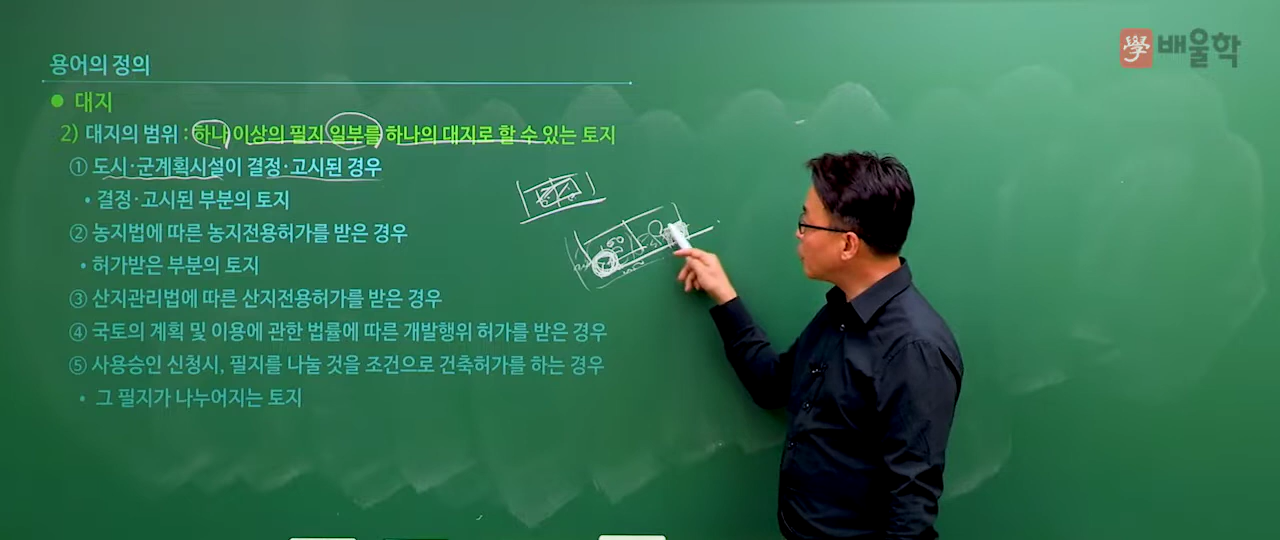 學 배울학
용어의 정의
● 대지
2) 대지의 범위 : 하나 이상의 필지 일부를 하나의 대지로 할 수 있는 토지
① 도시·군계획시설이 결정·고시된 경우
• 결정·고시된 부분의 토지
② 농지법에 따른 농지전용허가를 받은 경우
• 허가받은 부분의 토지
③ 산지관리법에 따른 산지전용허가를 받은 경우
④ 국토의 계획 및 이용에 관한 법률에 따른 개발행위 허가를 받은 경우
⑤ 사용승인 신청시, 필지를 나눌 것을 조건으로 건축허가를 하는 경우
• 그 필지가 나누어지는 토지